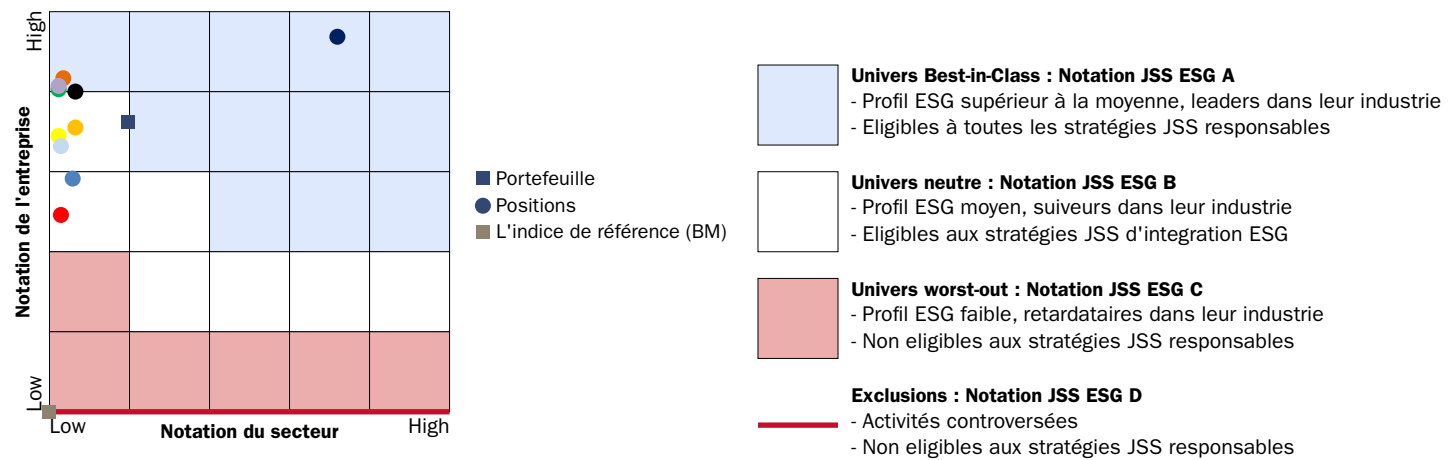 High
Notation de l'entreprise
Low
Low
Notation du secteur
High
Portefeuille
Positions
L'indice de référence (BM)
Univers Best-in-Class : Notation JSS ESG A
- Profil ESG supérieur à la moyenne, leaders dans leur industrie
- Eligibles à toutes les stratégies JSS responsables
Univers neutre : Notation JSS ESG B
- Profil ESG moyen, suiveurs dans leur industrie
- Eligibles aux stratégies JSS d'integration ESG
Univers worst-out : Notation JSS ESG C
- Profil ESG faible, retardataires dans leur industrie
- Non eligibles aux stratégies JSS responsables
Exclusions : Notation JSS ESG D
- Activités controversées
- Non eligibles aux stratégies JSS responsables